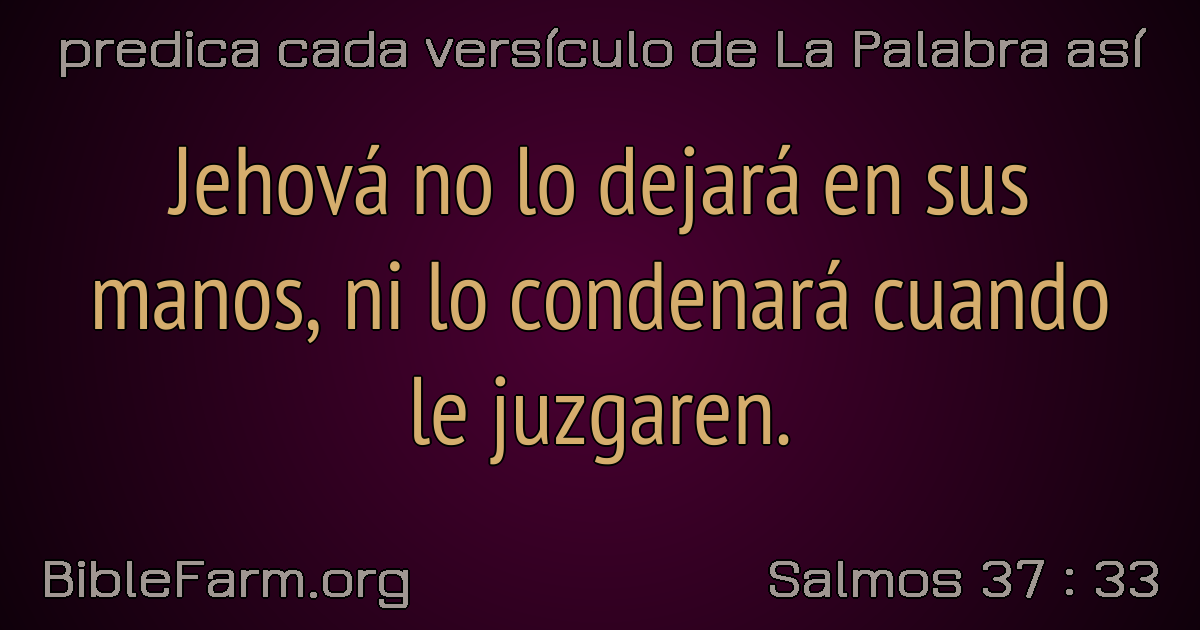 predica cada versículo de La Palabra así
Jehová no lo dejará en sus
manos, ni lo condenará cuando
le juzgaren.
BibleFarm.org
Salmos 37 : 33